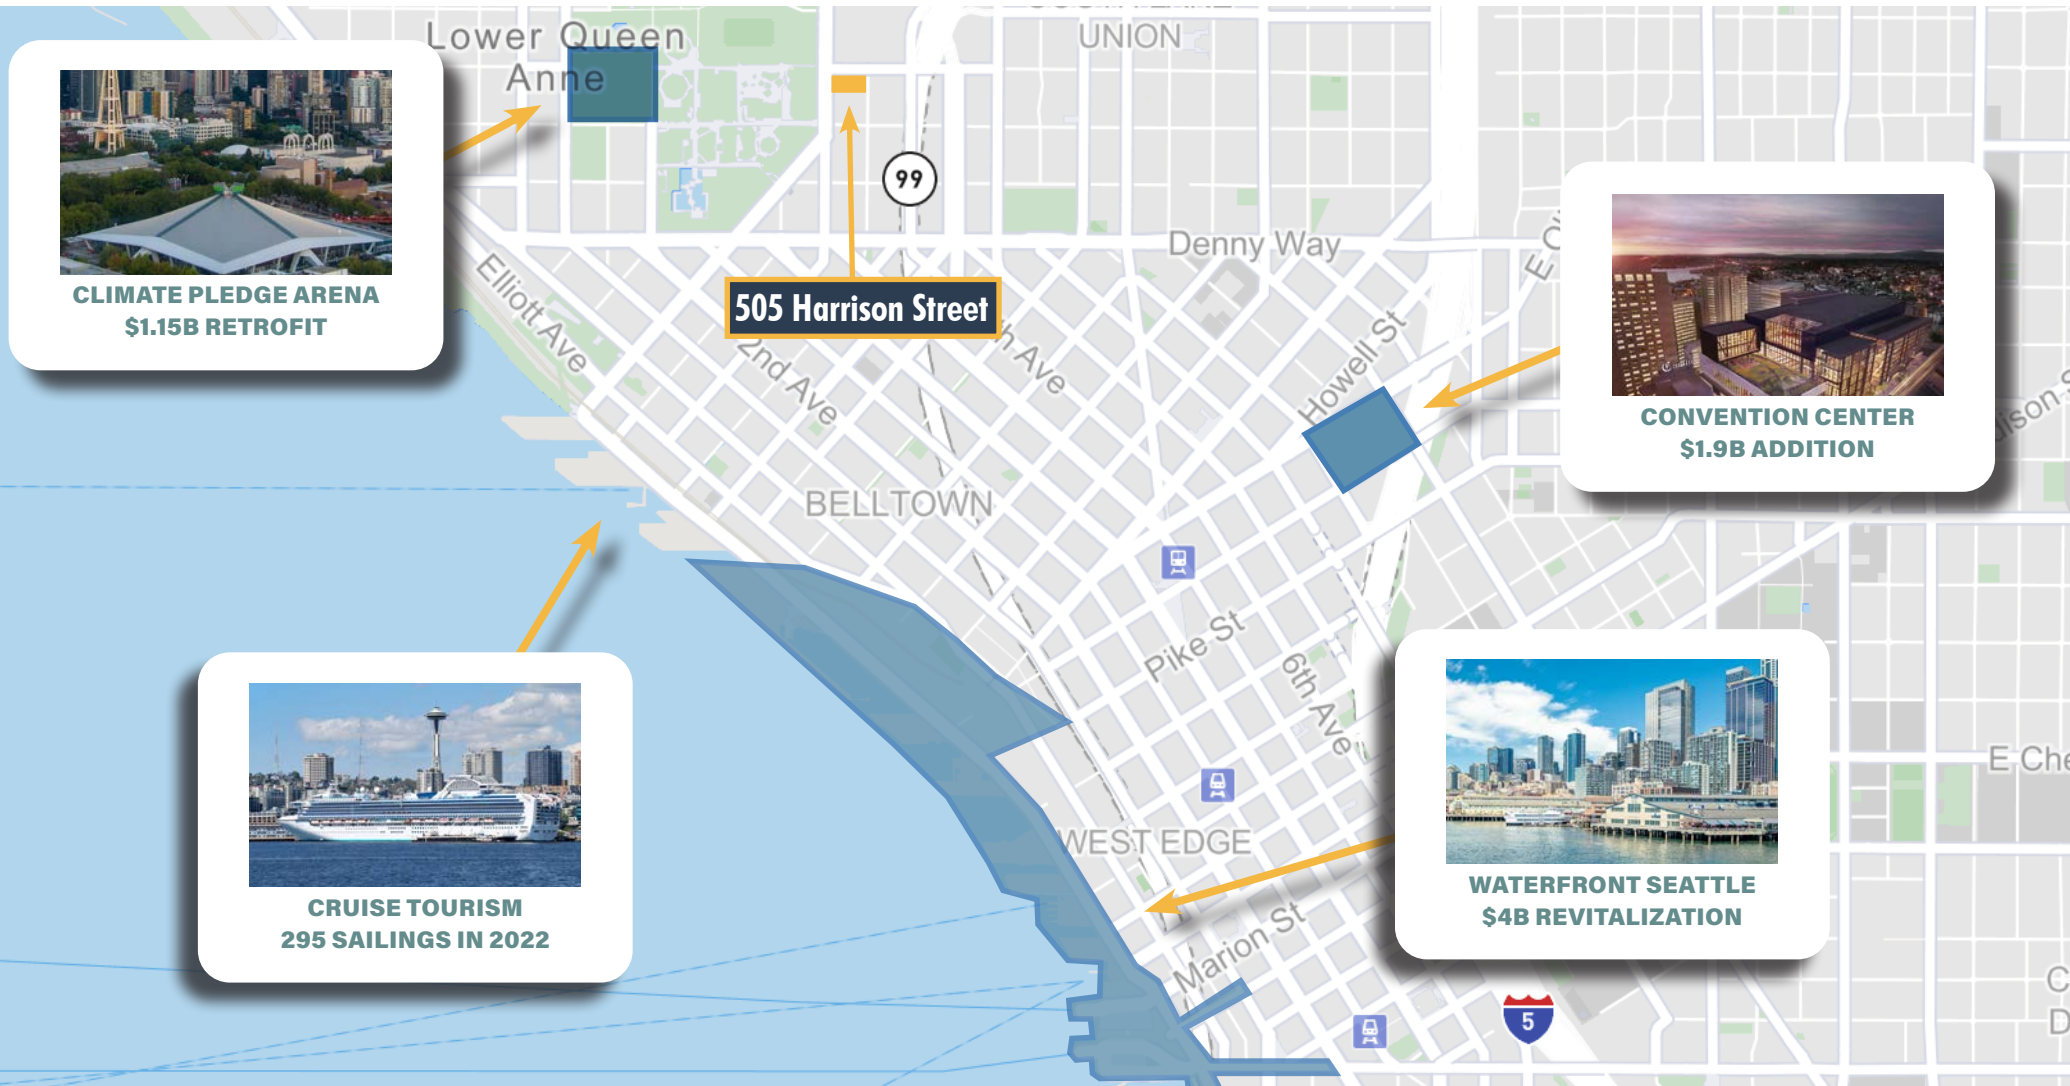 Lower Queen
Anne
UNION
99
CLIMATE PLEDGE ARENA
$1.15B RETROFIT
505 Harrison Street
Denny Way
Elliott Ave
2nd Ave
Ave
Howell St
CONVENTION CENTER
$1.9B ADDITION
BELLTOWN
Pike St
6th Ave
E Che
WEST EDGE
Marion St
CRUISE TOURISM
295 SAILINGS IN 2022
WATERFRONT SEATTLE
$4B REVITALIZATION
5
C
D